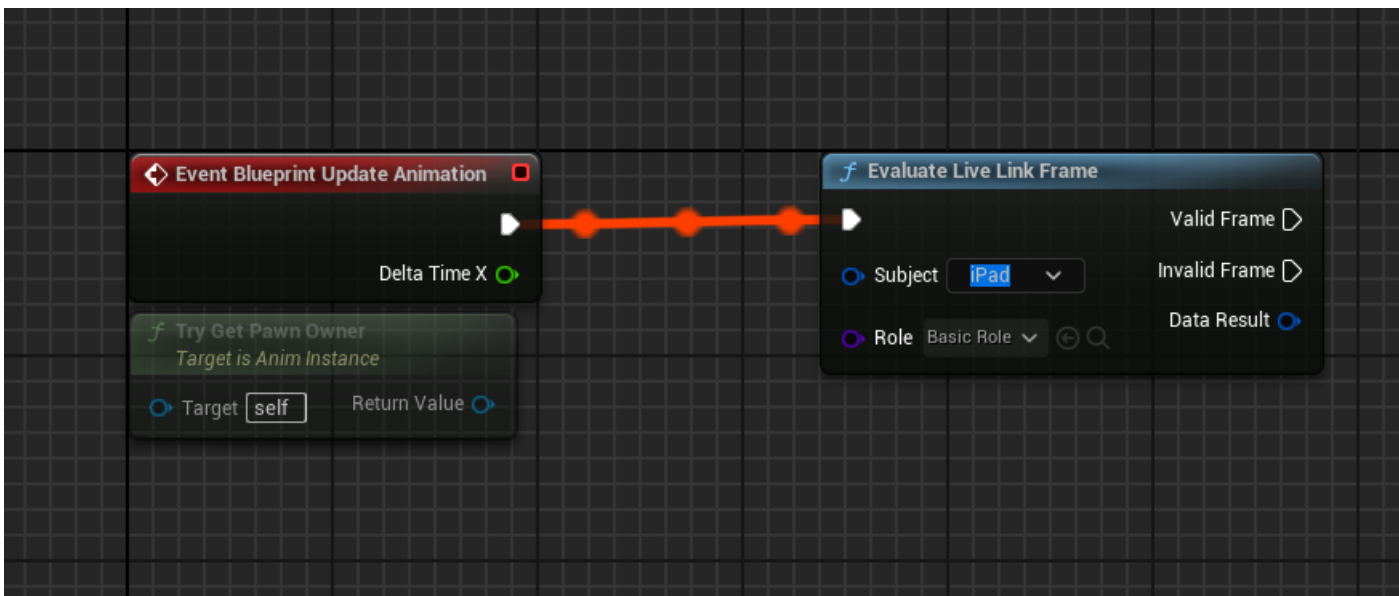 Event Blueprint Update Animation
Delta Time X
Try Get Pawn Owner
Target is Anim Instance
Target self Return Value
Evaluate Live Link Frame
Valid Frame
Subject iPad Invalid Frame
Data Result
Role Basic Role